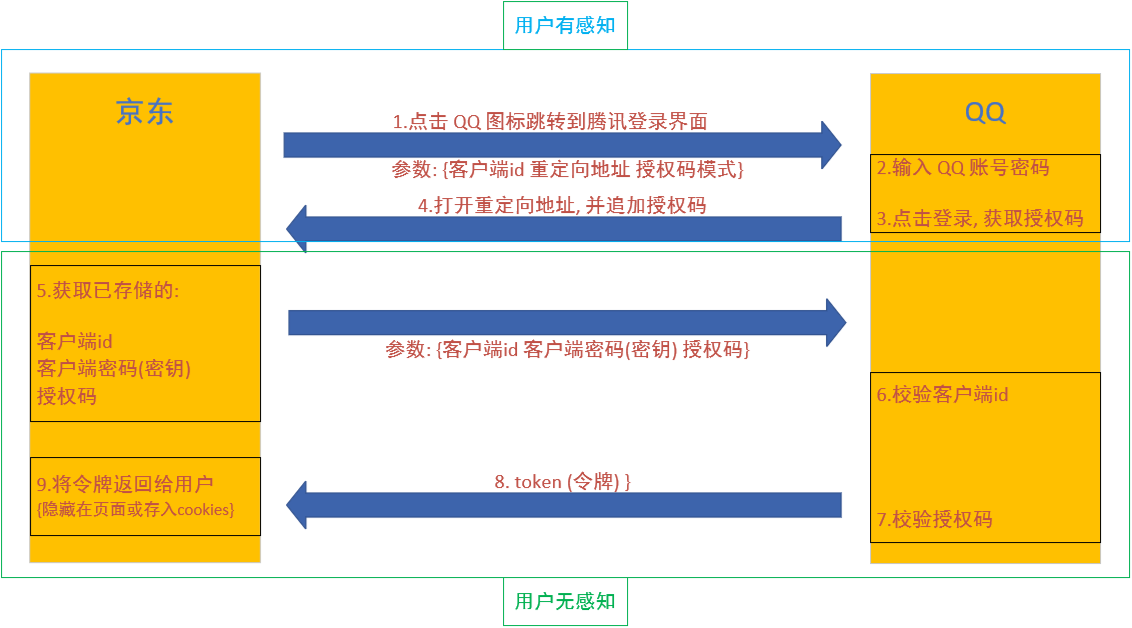 用户有感知
京东
QQ
1.点击 QQ 图标跳转到腾讯登录界面
参数: {客户端id 重定向地址 授权码模式}
2.输入 QQ 账号密码
3.点击登录, 获取授权码
4.打开重定向地址, 并追加授权码
5.获取已存储的:
客户端id
客户端密码(密钥)
授权码
参数: {客户端id 客户端密码(密钥) 授权码}
6.校验客户端id
7.校验授权码
8. token (令牌) }
9.将令牌返回给用户
{隐藏在页面或存入cookies}
用户无感知